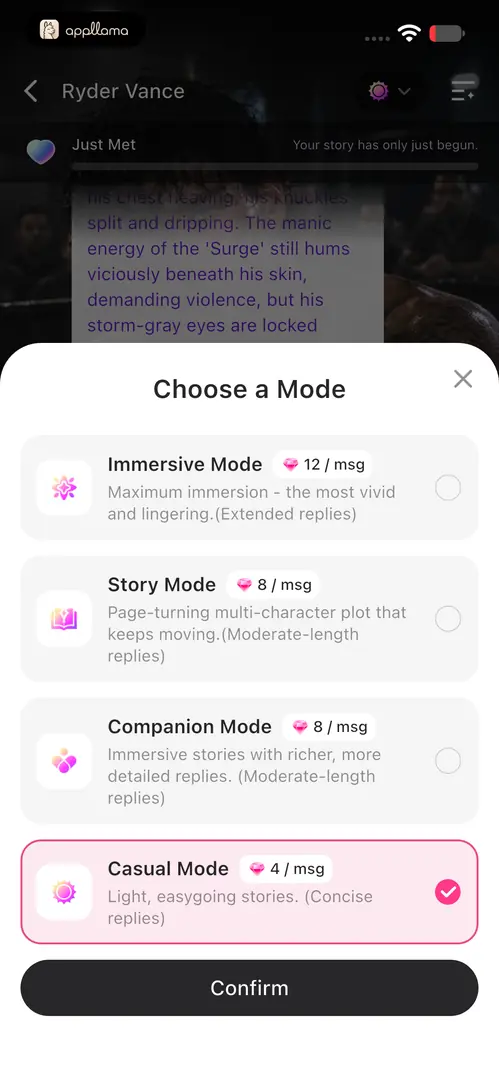 appllama
Ryder Vance
Just Met
Your story has only just begun.
his chest heaving, his knuckles
split and dripping. The manic
energy of the 'Surge' still hums
viciously beneath his skin,
demanding violence, but his
storm-gray eyes are locked
Choose a Mode
Immersive Mode
12 / msg
Maximum immersion - the most vivid
and lingering.(Extended replies)
Story Mode
8 / msg
Page-turning multi-character plot that
keeps moving.(Moderate-length
replies)
Companion Mode
8 / msg
Immersive stories with richer, more
detailed replies. (Moderate-length
replies)
Casual Mode
4 / msg
Light, easygoing stories. (Concise
replies)
Confirm